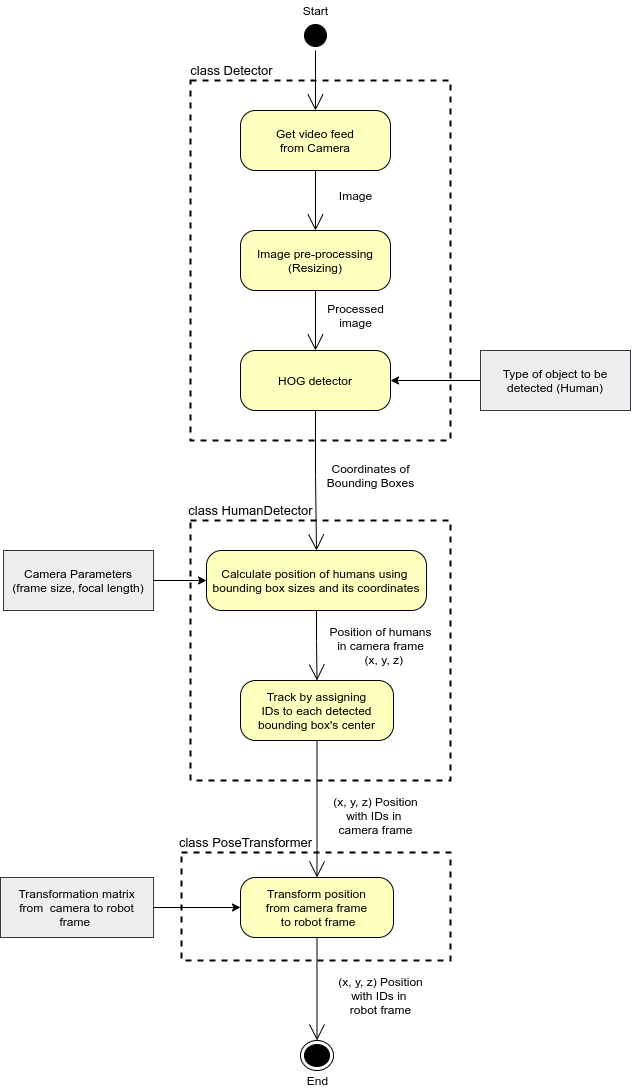 Start
class Detector
Get video feed
from Camera
Image
Image pre-processing
(Resizing)
Processed
image
HOG detector
Type of object to be
detected (Human)
Coordinates of
Bounding Boxes
class HumanDetector
Camera Parameters
(frame size, focal length)
Calculate position of humans using
bounding box sizes and its coordinates
Position of humans
in camera frame
(x, y, z)
Track by assigning
IDs to each detected
bounding box's center
(x, y, z) Position
with IDs in
camera frame
class PoseTransformer
Transformation matrix
from  camera to robot
frame
Transform position
from camera frame
to robot frame
(x, y, z) Position
with IDs in
robot frame
End